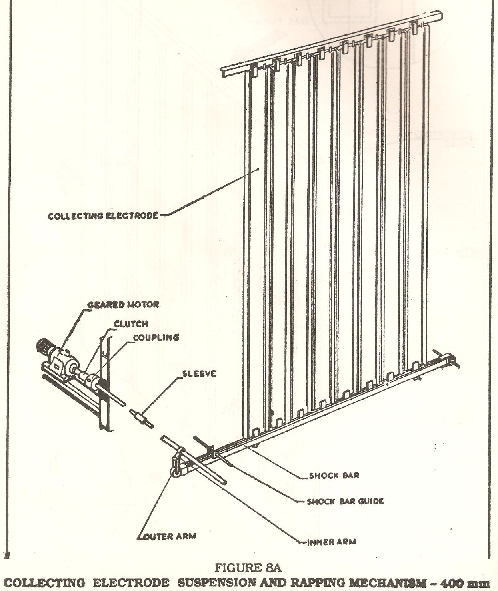 COLLECTING ELECTRODE
GEARED MOTOR
CLUTCH
COUPLING
SLEEVE
SHOCK BAR
SHOCK BAR GUIDE
OUTER ARM
INNER ARM
FIGURE 8A
COLLECTING ELECTRODE SUSPENSION AND RAPPING MECHANISM - 400 mm